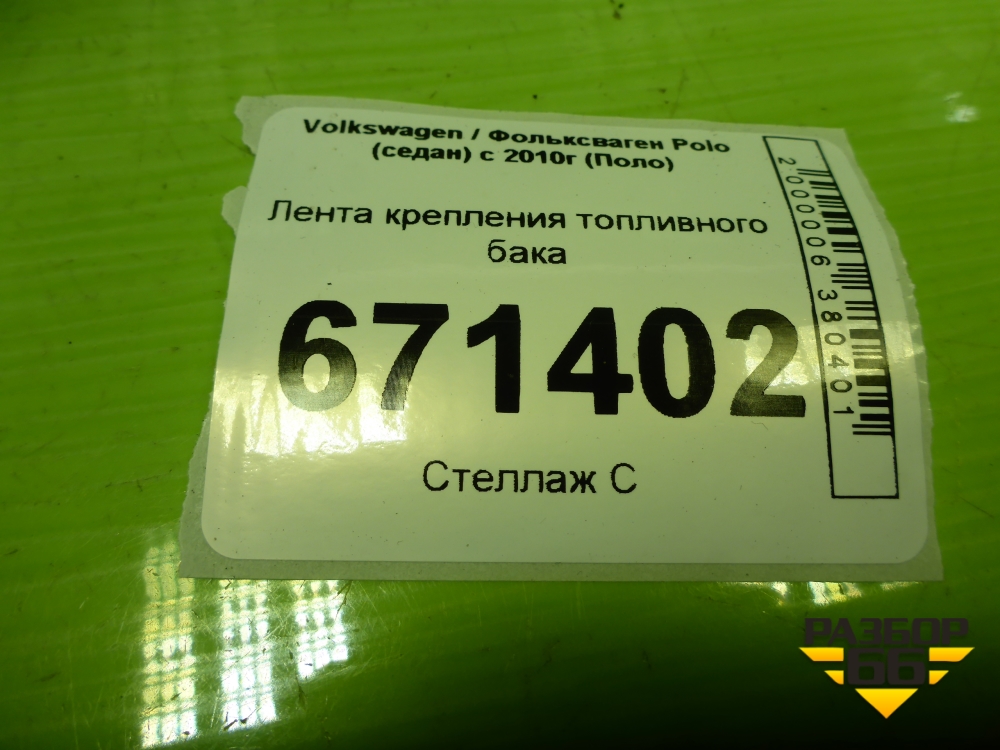 Volkswagen / Фольксваген Polo
(седан) с 2010г (Поло)
Лента крепления топливного
бака
671402
Стеллаж С
2000006380401
РАЗБОР
66